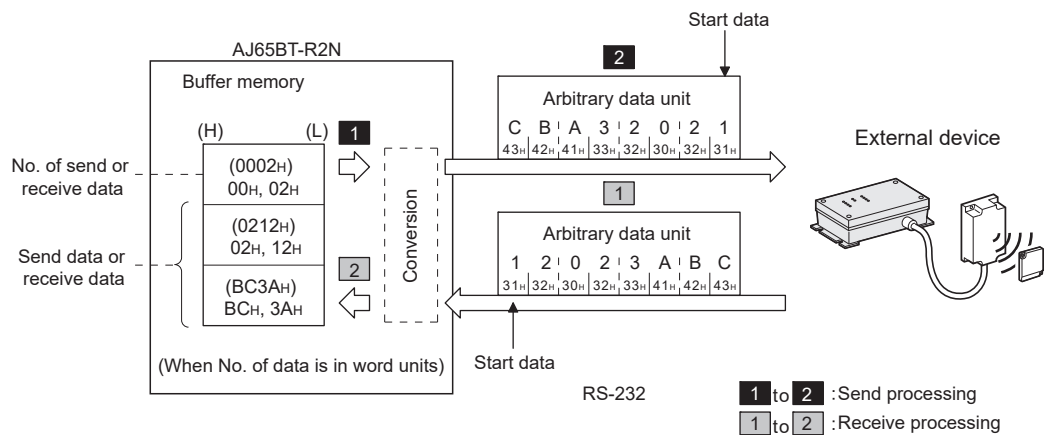 Start data
AJ65BT-R2N
2
Buffer memory
Arbitrary data unit
(H) (L)
1
C B A 3 2 0 2 1
43H 42H 41H 33H 32H 30H 32H 31H
External device
No. of send or
receive data
(0002H)
00H, 02H
Conversion
1
Send data or
receive data
(0212H)
02H, 12H
Arbitrary data unit
1 2 0 2 3 A B C
31H 32H 30H 32H 33H 41H 42H 43H
2
(BC3AH)
BCH, 3AH
(When No. of data is in word units)
Start data
RS-232
1 to 2 :Send processing
1 to 2 :Receive processing